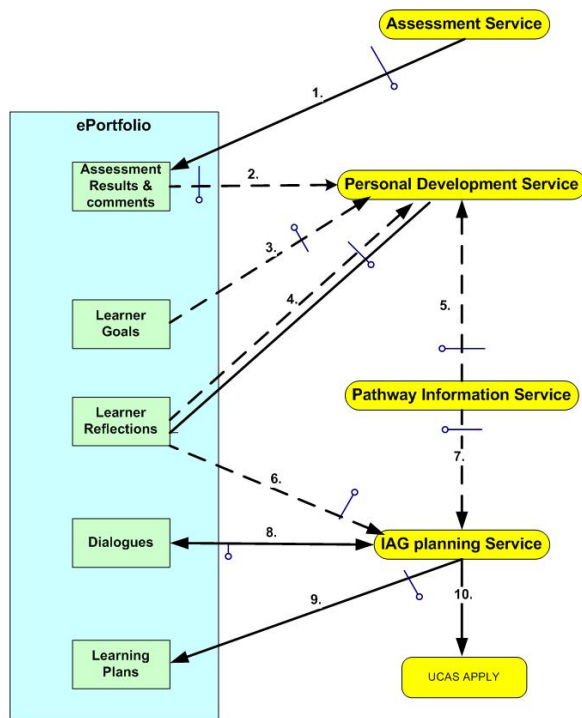 Assessment Service
1.
ePortfolio
Assessment
Results &
comments
2.
Personal Development Service
3.
4.
Learner
Goals
5.
Learner
Reflections
Pathway Information Service
6.
7.
Dialogues
8.
IAG planning Service
9.
10.
Learning
Plans
UCAS APPLY